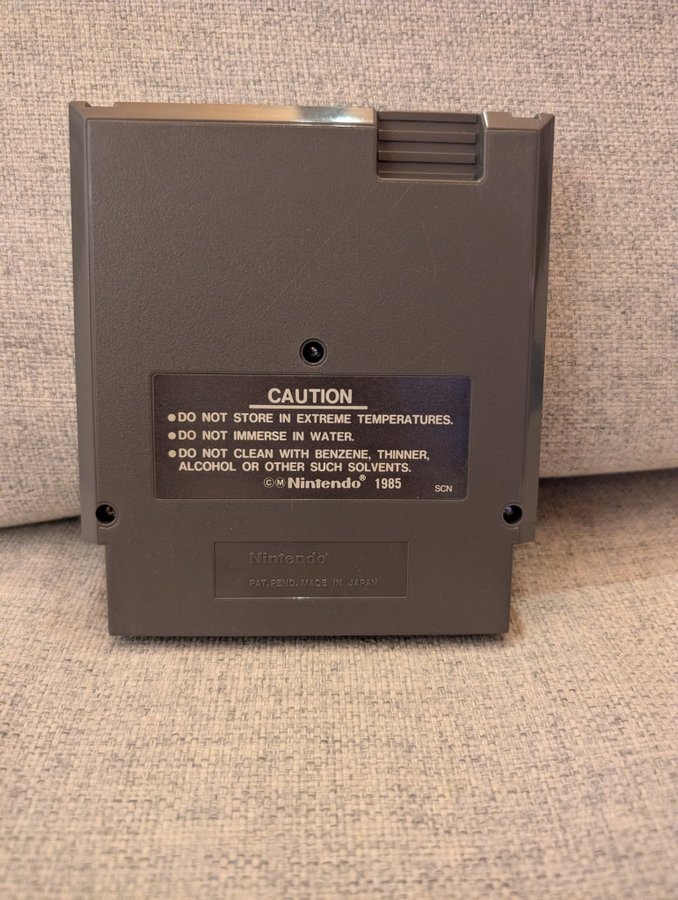 CAUTION
●DO NOT STORE IN EXTREME TEMPERATURES.
●DO NOT IMMERSE IN WATER.
●DO NOT CLEAN WITH BENZENE, THINNER,
ALCOHOL OR OTHER SUCH SOLVENTS.
ⒸⓂNintendo® 1985
SCN
Nintendo®
PAT. PEND. MADE IN JAPAN